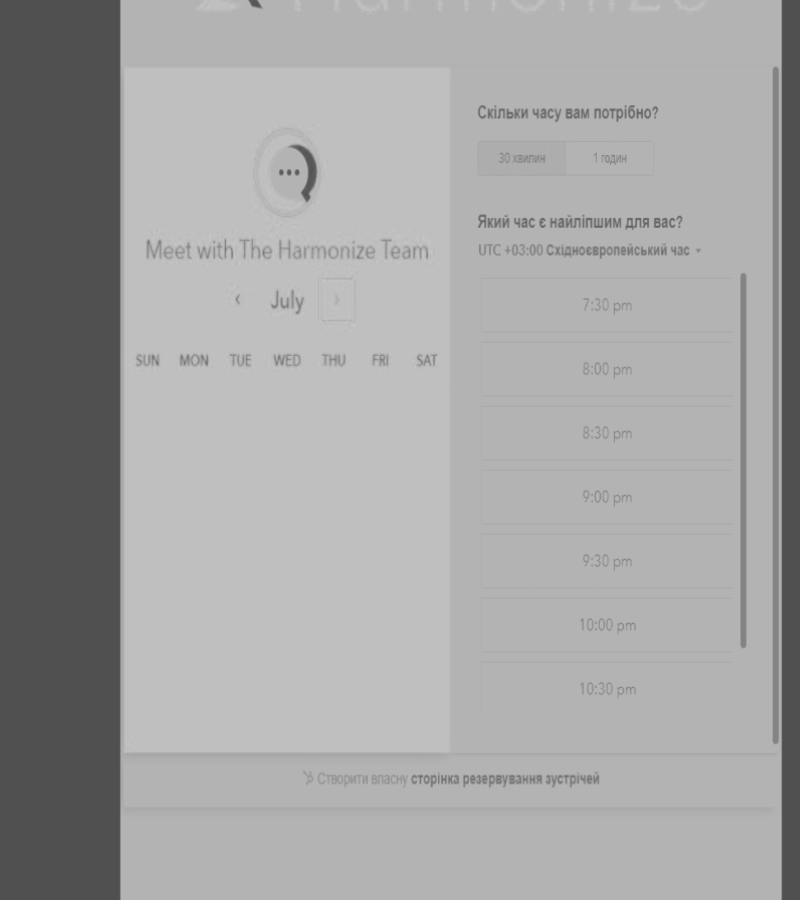 Harmonize
Meet with The Harmonize Team
July
SUN MON TUE WED THU FRI SAT
Скільки часу вам потрібно?
30 хвилин 1 годин
Який час є найліпшим для вас?
UTC +03:00 Східноєвропейський час
7:30 pm
8:00 pm
8:30 pm
9:00 pm
9:30 pm
10:00 pm
10:30 pm
Створити власну сторінка резервування зустрічей